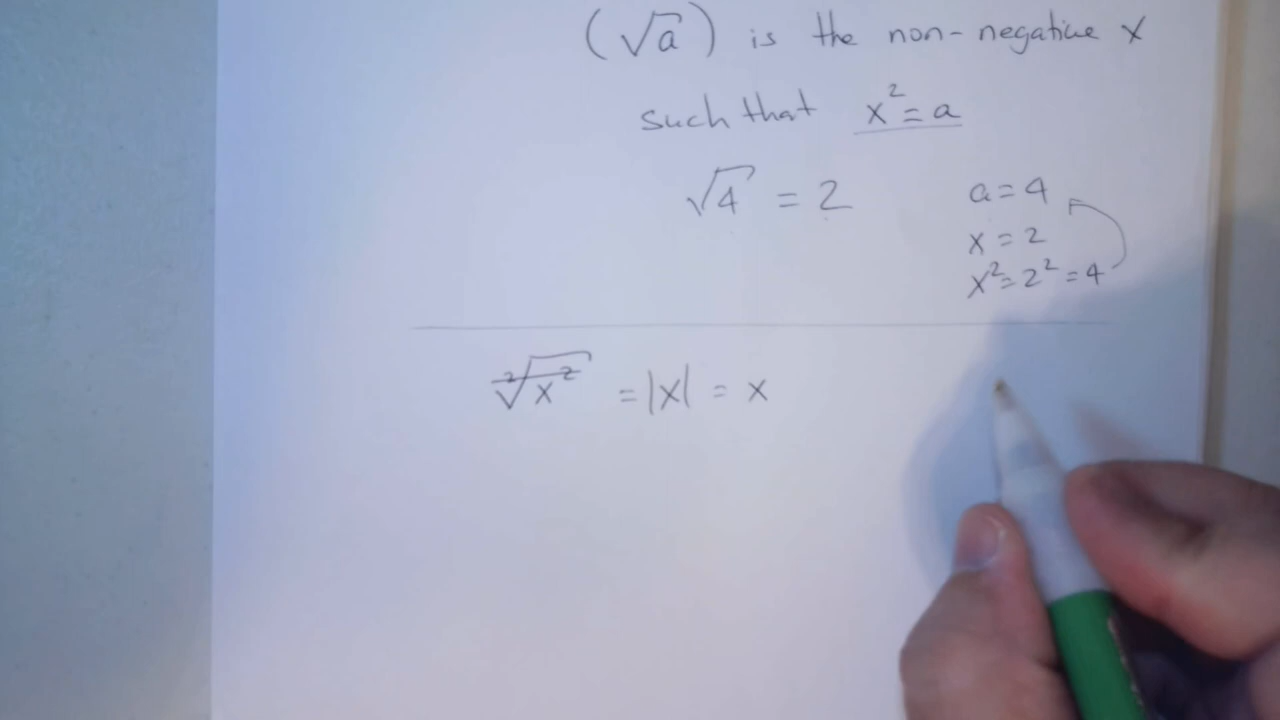 (√a) is the non-negative x
such that x²=a
√4 = 2
a=4
x=2
x²=2²=4
²√x² =|x| = x